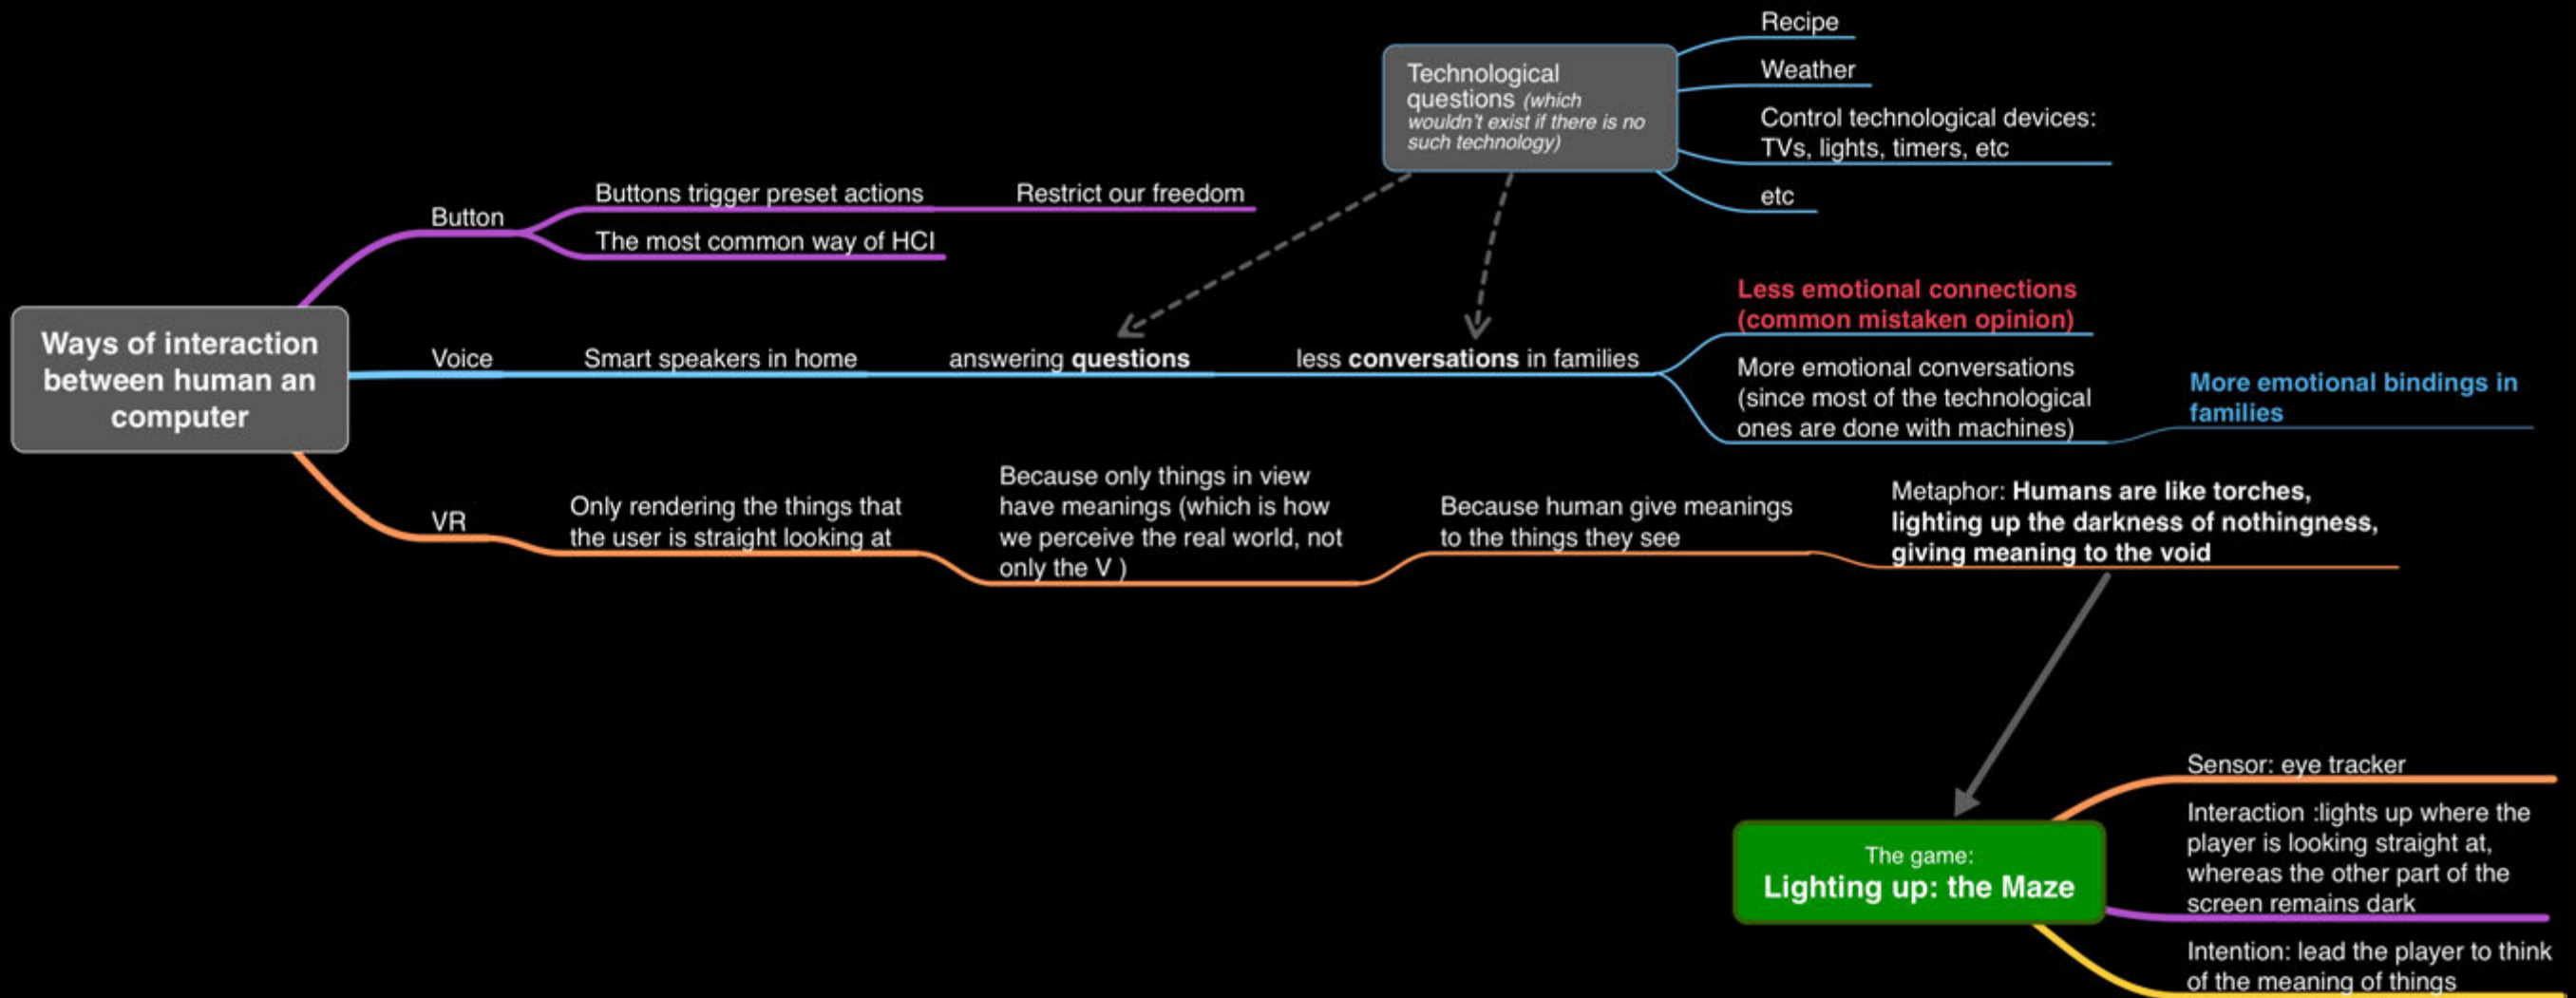 Ways of interaction
between human an
computer
Button
Buttons trigger preset actions
Restrict our freedom
The most common way of HCI
Technological
questions (which
wouldn't exist if there is no
such technology)
Recipe
Weather
Control technological devices:
TVs, lights, timers, etc
etc
Voice
Smart speakers in home
answering questions
less conversations in families
Less emotional connections
(common mistaken opinion)
More emotional conversations
(since most of the technological
ones are done with machines)
More emotional bindings in
families
VR
Only rendering the things that
the user is straight looking at
Because only things in view
have meanings (which is how
we perceive the real world, not
only the V )
Because human give meanings
to the things they see
Metaphor: Humans are like torches,
lighting up the darkness of nothingness,
giving meaning to the void
The game:
Lighting up: the Maze
Sensor: eye tracker
Interaction :lights up where the
player is looking straight at,
whereas the other part of the
screen remains dark
Intention: lead the player to think
of the meaning of things